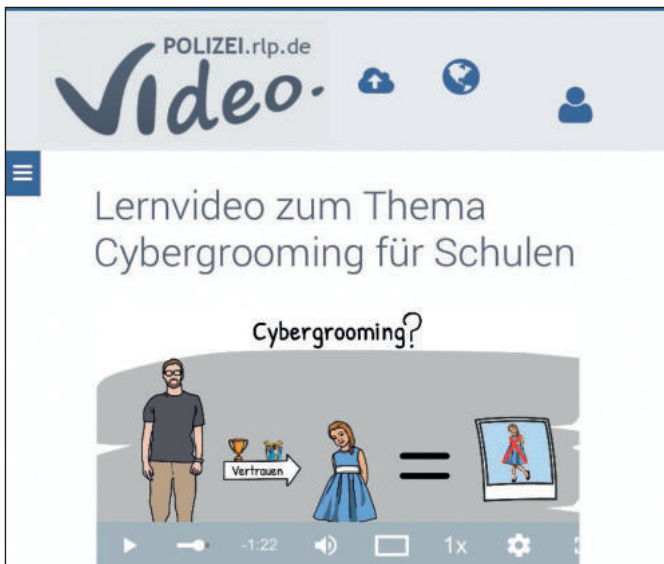 POLIZEI.rlp.de
Video.
Lernvideo zum Thema
Cybergrooming für Schulen
Cybergrooming?
Vertrauen
-1:22
1x